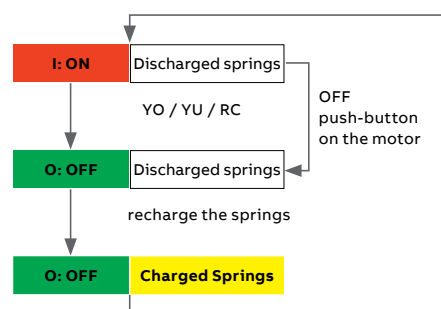 I: ON
Discharged springs
YO / YU / RC
OFF
push-button
on the motor
O: OFF
Discharged springs
recharge the springs
O: OFF
Charged Springs